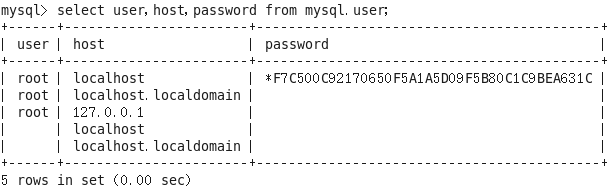 mysql> select user,host,password from mysql.user;
+------+-----------------------+-------------------------------------------+
| user | host                  | password                                  |
+------+-----------------------+-------------------------------------------+
| root | localhost             | *F7C500C92170650F5A1A5D09F5B80C1C9BEA631C |
| root | localhost.localdomain |                                           |
| root | 127.0.0.1             |                                           |
|      | localhost             |                                           |
|      | localhost.localdomain |                                           |
+------+-----------------------+-------------------------------------------+
5 rows in set (0.00 sec)